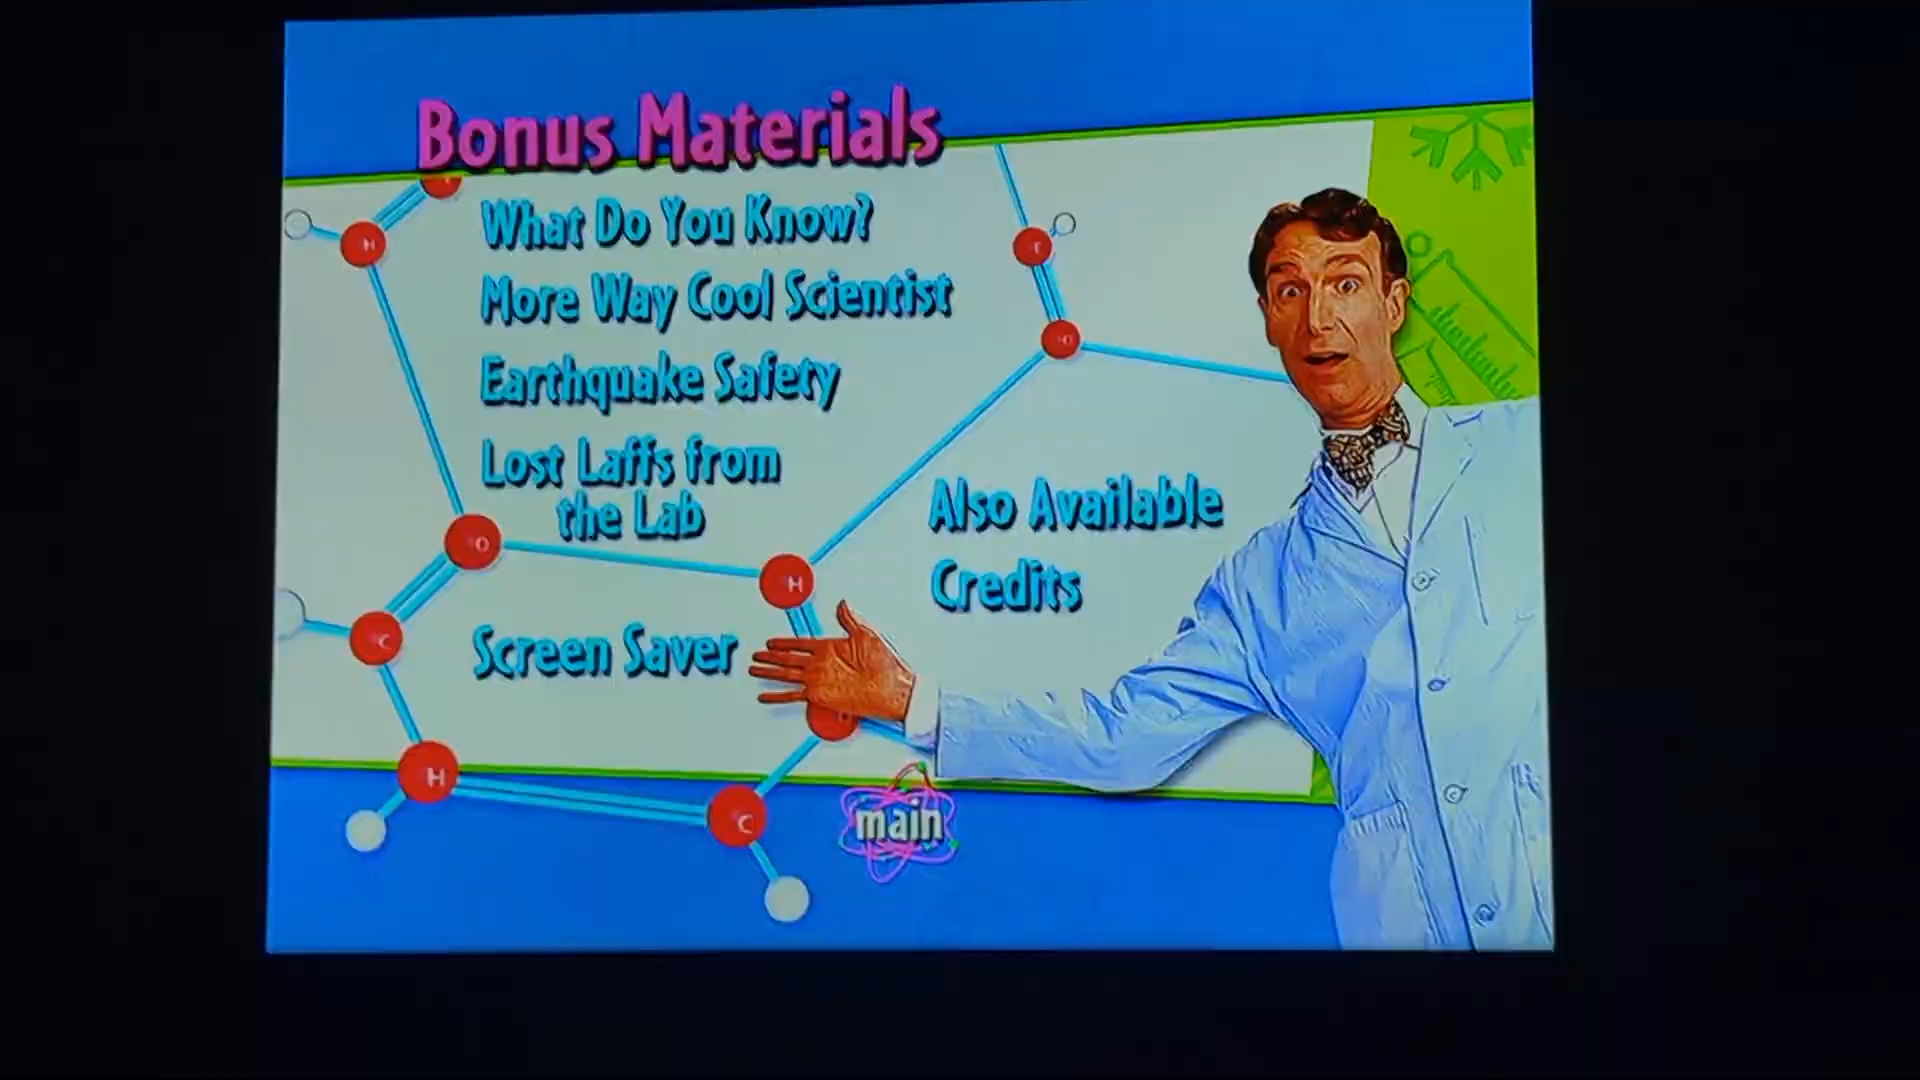 Bonus Materials
What Do You Know?
More Way Cool Scientist
Earthquake Safety
Lost Laffs from
the Lab
Also Available
Credits
Screen Saver
main
H
O
H
C
H
C